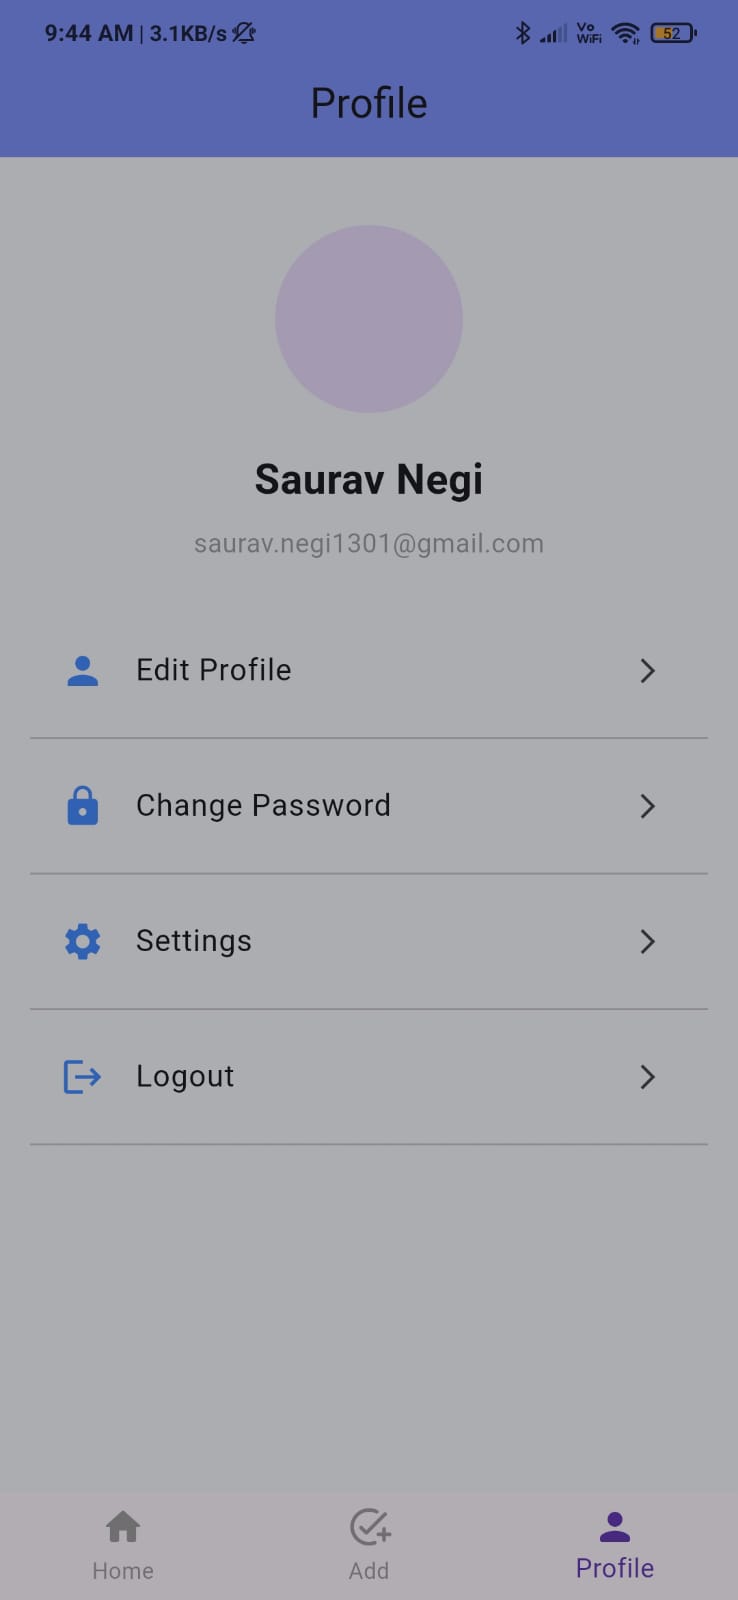 9:44 AM | 3.1KB/s Vo WiFi 52
Profile
Saurav Negi
saurav.negi1301@gmail.com
Edit Profile
Change Password
Settings
Logout
Home Add Profile